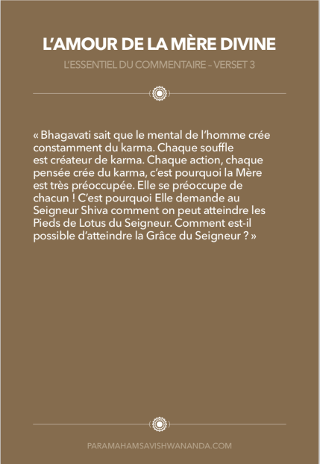 L’AMOUR DE LA MÈRE DIVINE
L’ESSENTIEL DU COMMENTAIRE – VERSET 3
« Bhagavati sait que le mental de l’homme crée
constamment du karma. Chaque souffle
est créateur de karma. Chaque action, chaque
pensée crée du karma, c’est pourquoi la Mère
est très préoccupée. Elle se préoccupe de
chacun ! C’est pourquoi Elle demande au
Seigneur Shiva comment on peut atteindre les
Pieds de Lotus du Seigneur. Comment est-il
possible d’atteindre la Grâce du Seigneur ? »
PARAMAHAMSAVISHWANANDA.COM